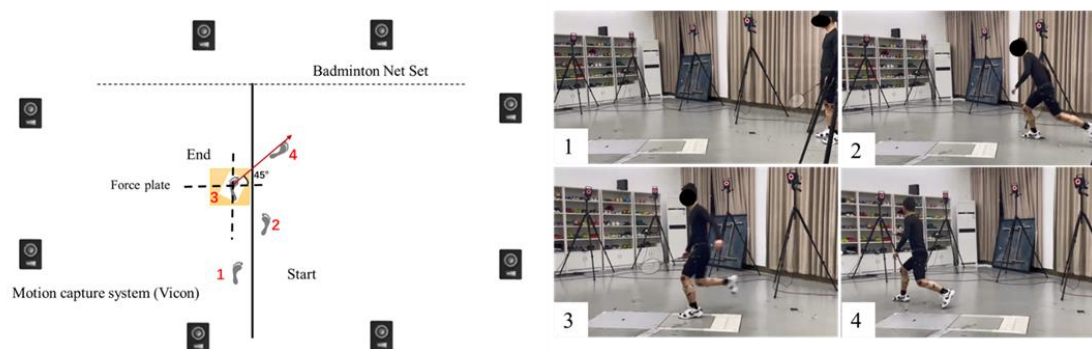 Badminton Net Set
End
4
45°
Force plate
3
2
1
Start
Motion capture system (Vicon)
1
2
3
4